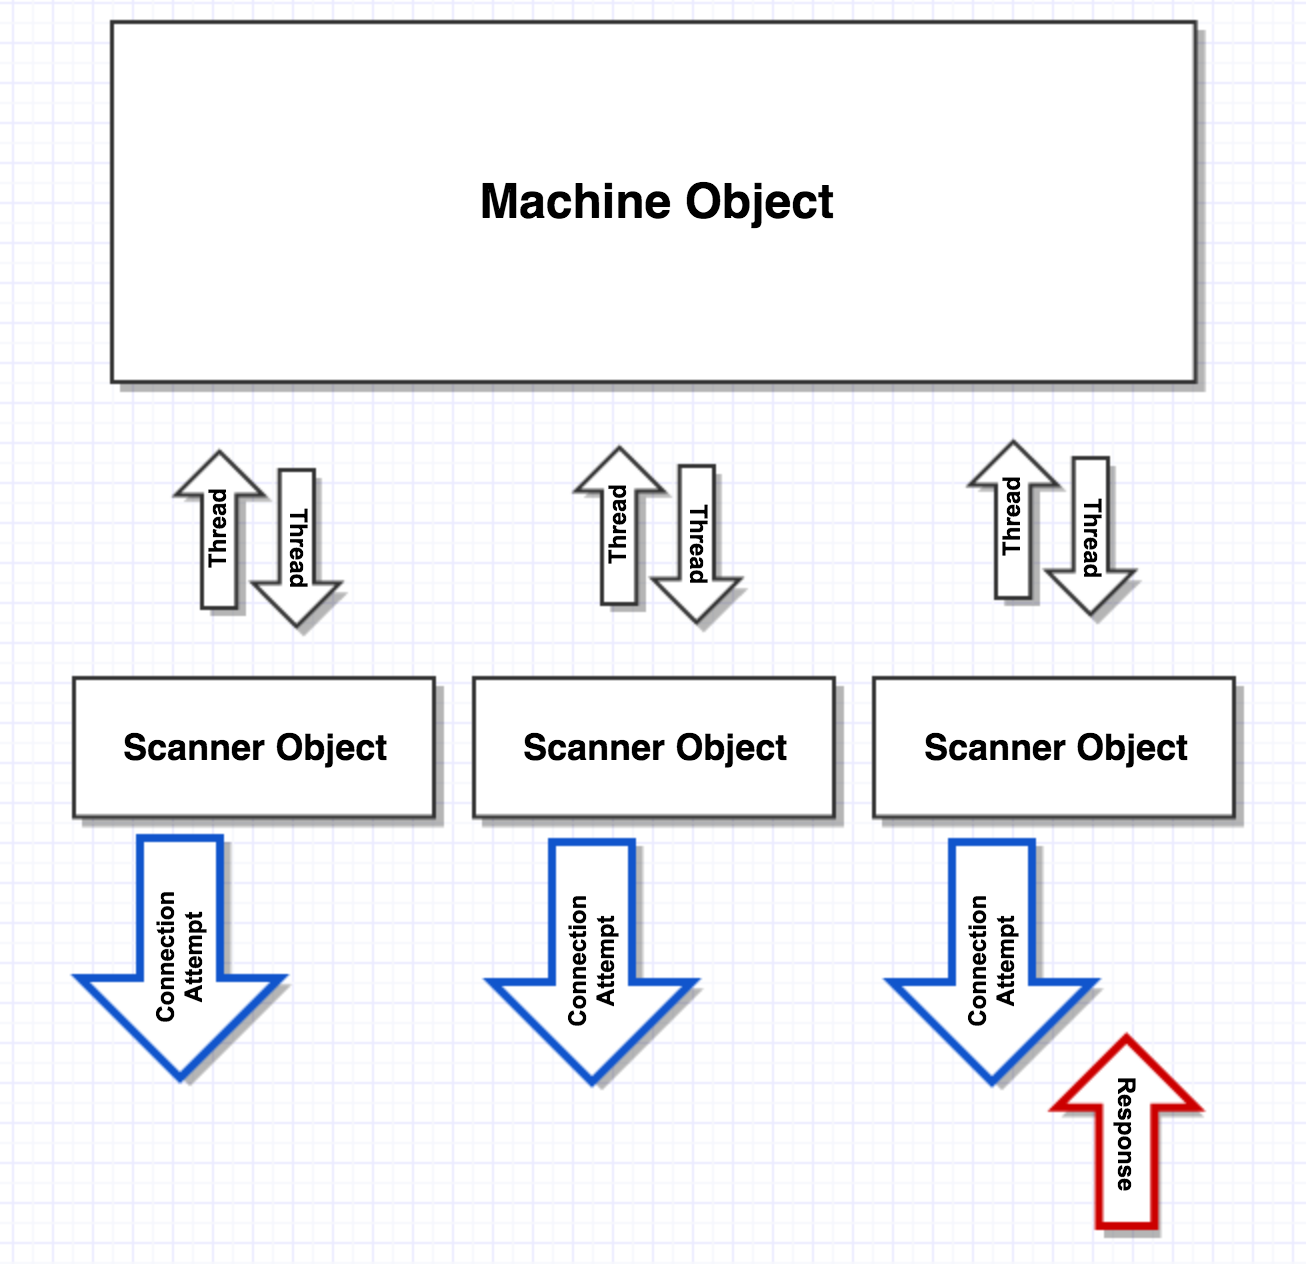 Machine Object
Thread
Thread
Thread
Thread
Thread
Thread
Scanner Object
Scanner Object
Scanner Object
Connection
Attempt
Connection
Attempt
Connection
Attempt
Response